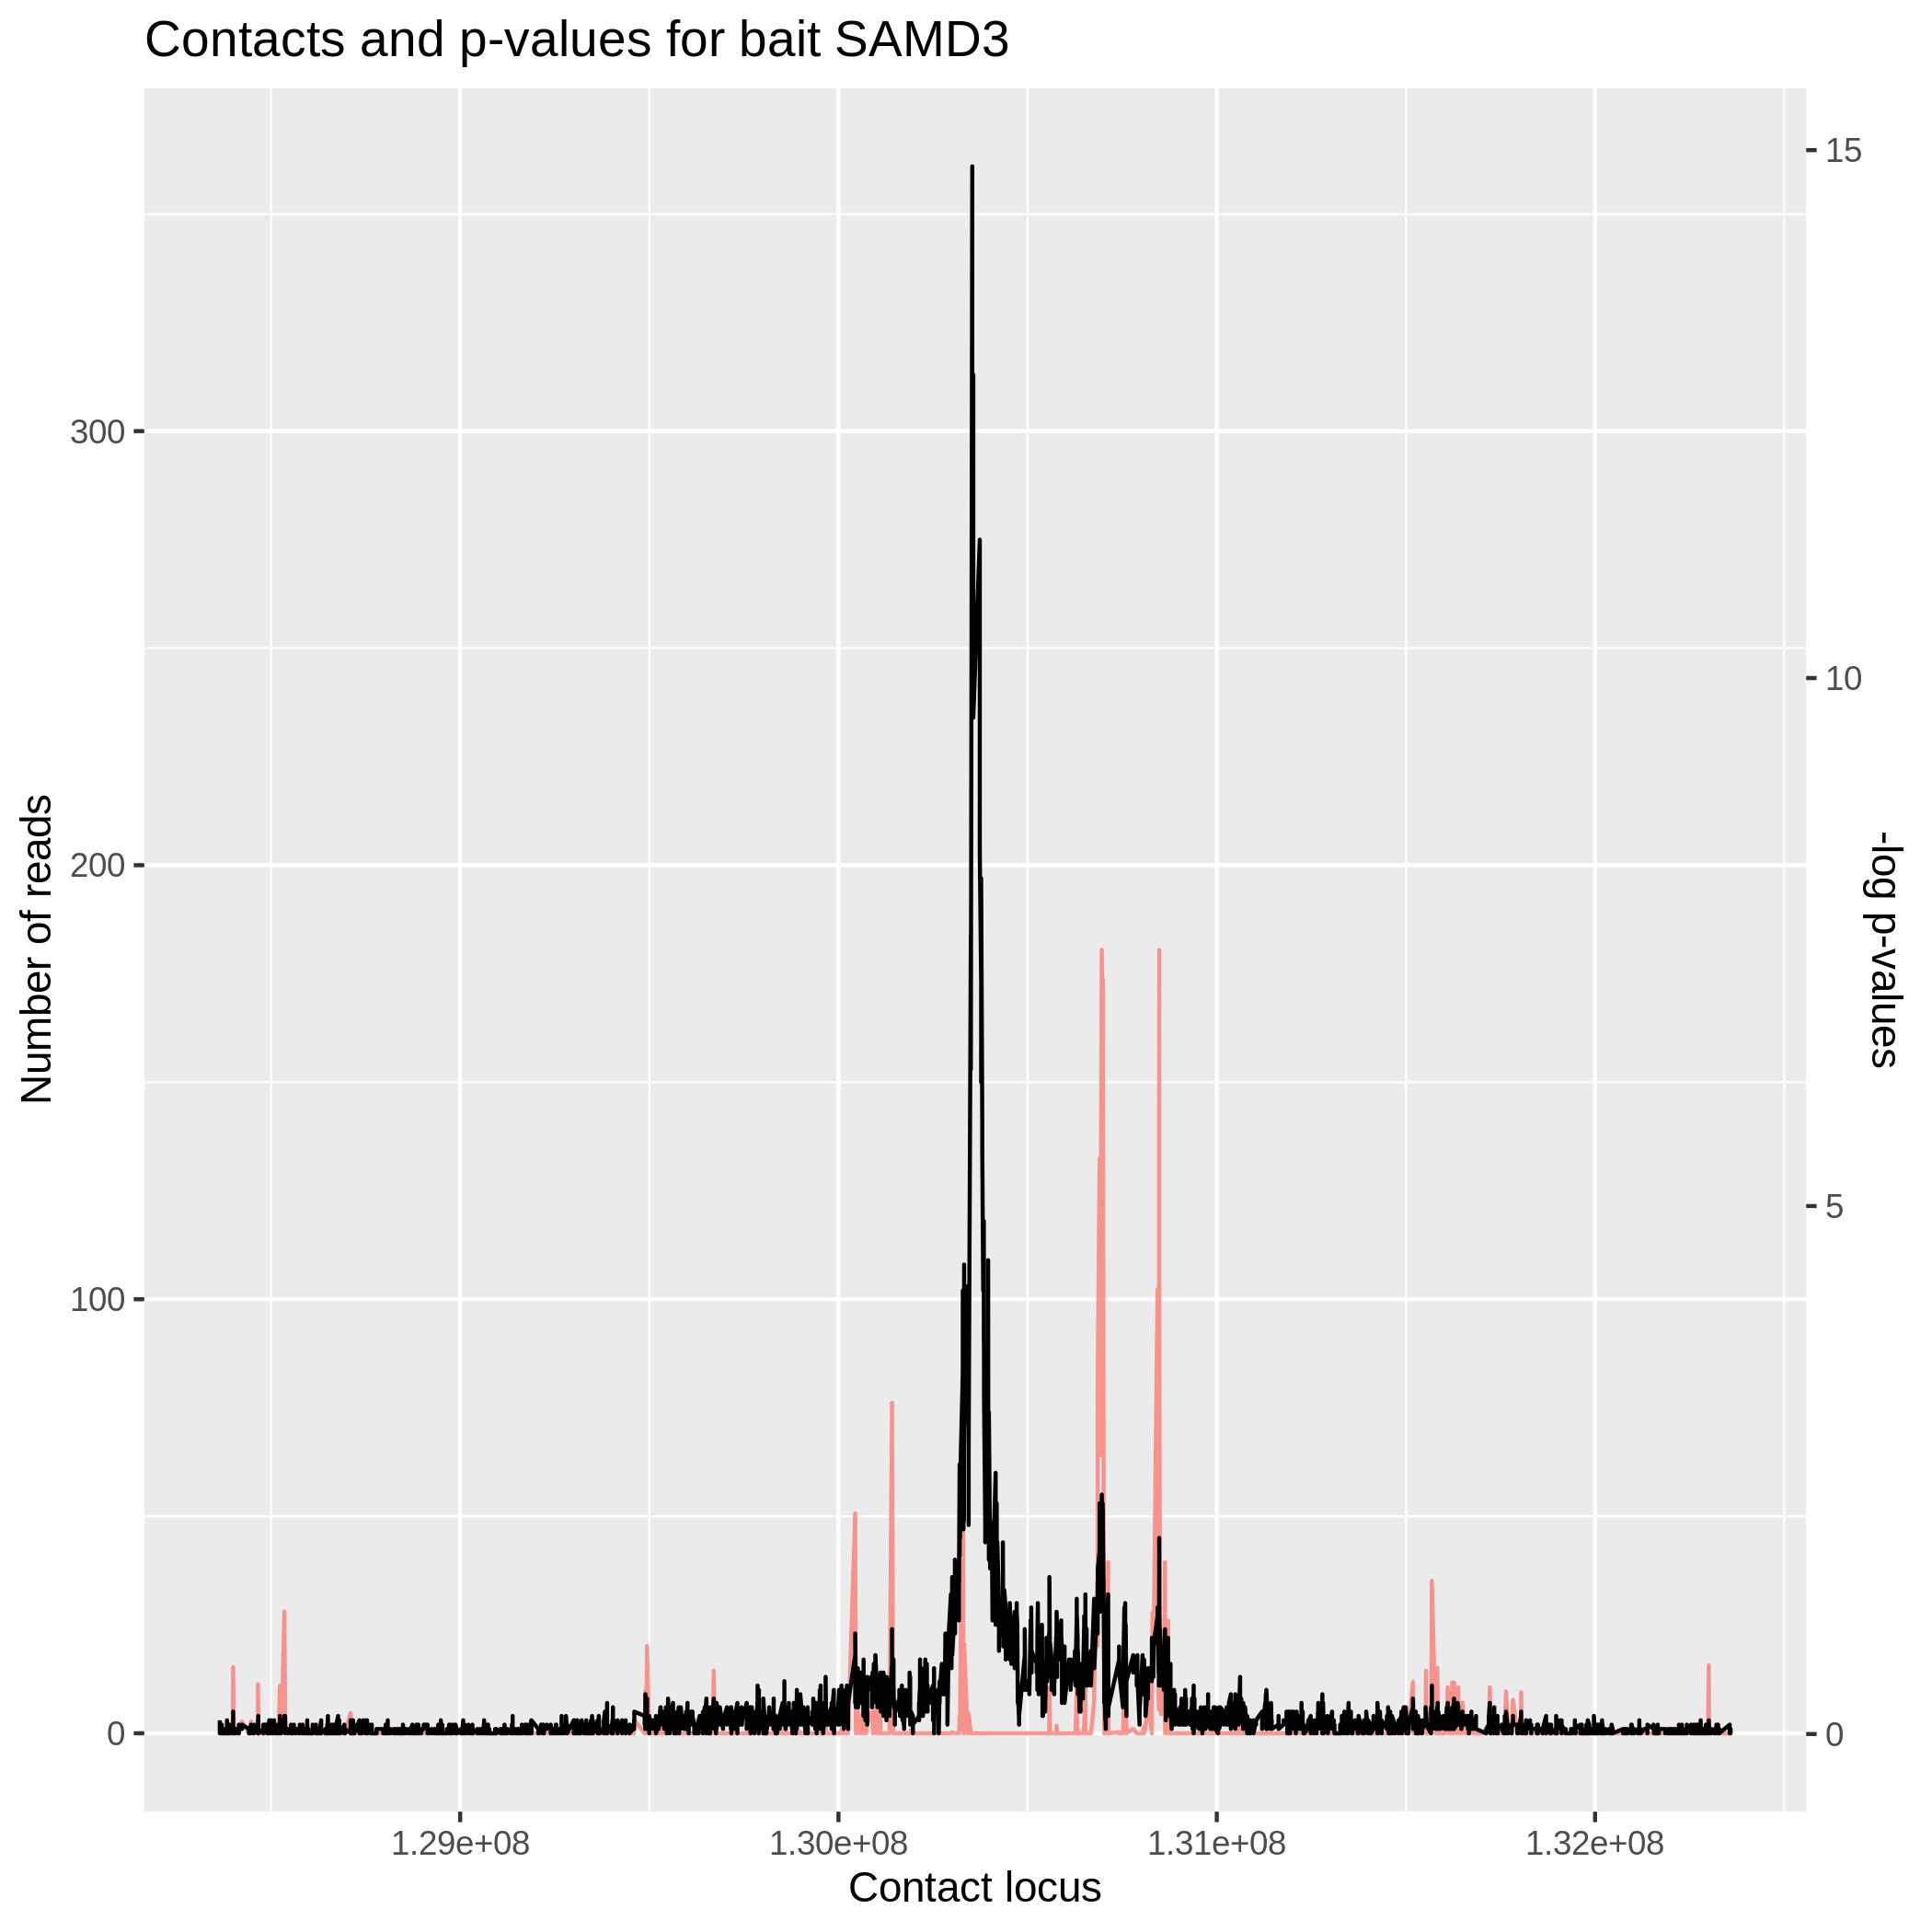 Contacts and p-values for bait SAMD3
15
300
10
200
Number of reads
-log p-values
5
100
0
0
1.29e+08
1.30e+08
1.31e+08
1.32e+08
Contact locus